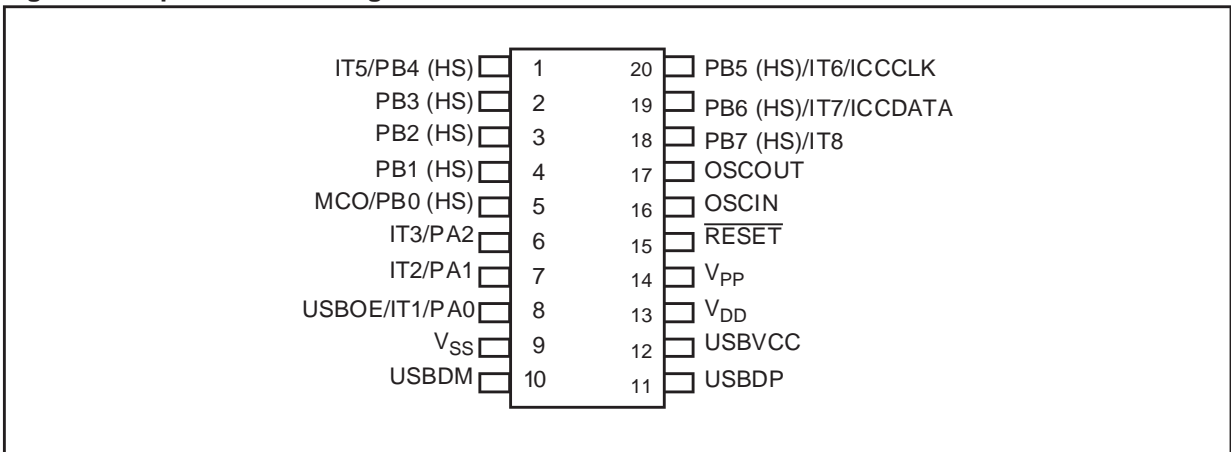 IT5/PB4 (HS) 1 20 PB5 (HS)/IT6/ICCCLK
PB3 (HS) 2 19 PB6 (HS)/IT7/ICCDATA
PB2 (HS) 3 18 PB7 (HS)/IT8
PB1 (HS) 4 17 OSCOUT
MCO/PB0 (HS) 5 16 OSCIN
IT3/PA2 6 15 RESET
IT2/PA1 7 14 VPP
USBOE/IT1/PA0 8 13 VDD
VSS 9 12 USBVCC
USBDM 10 11 USBDP